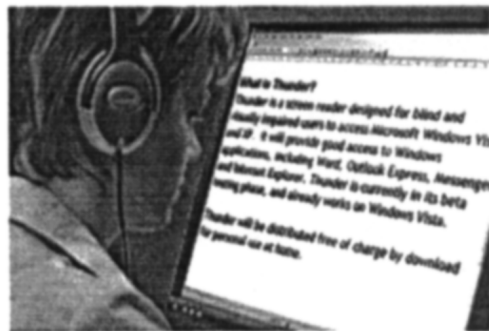 What is Thunder?
Thunder is a screen reader designed for blind and
visually impaired users to access Microsoft Windows Vis
and XP. It will provide good access to Windows
applications, including Word, Outlook Express, Messenger
and Internet Explorer. Thunder is currently in its beta
testing phase, and already works on Windows Vista.
Thunder will be distributed free of charge by download
for personal use at home.